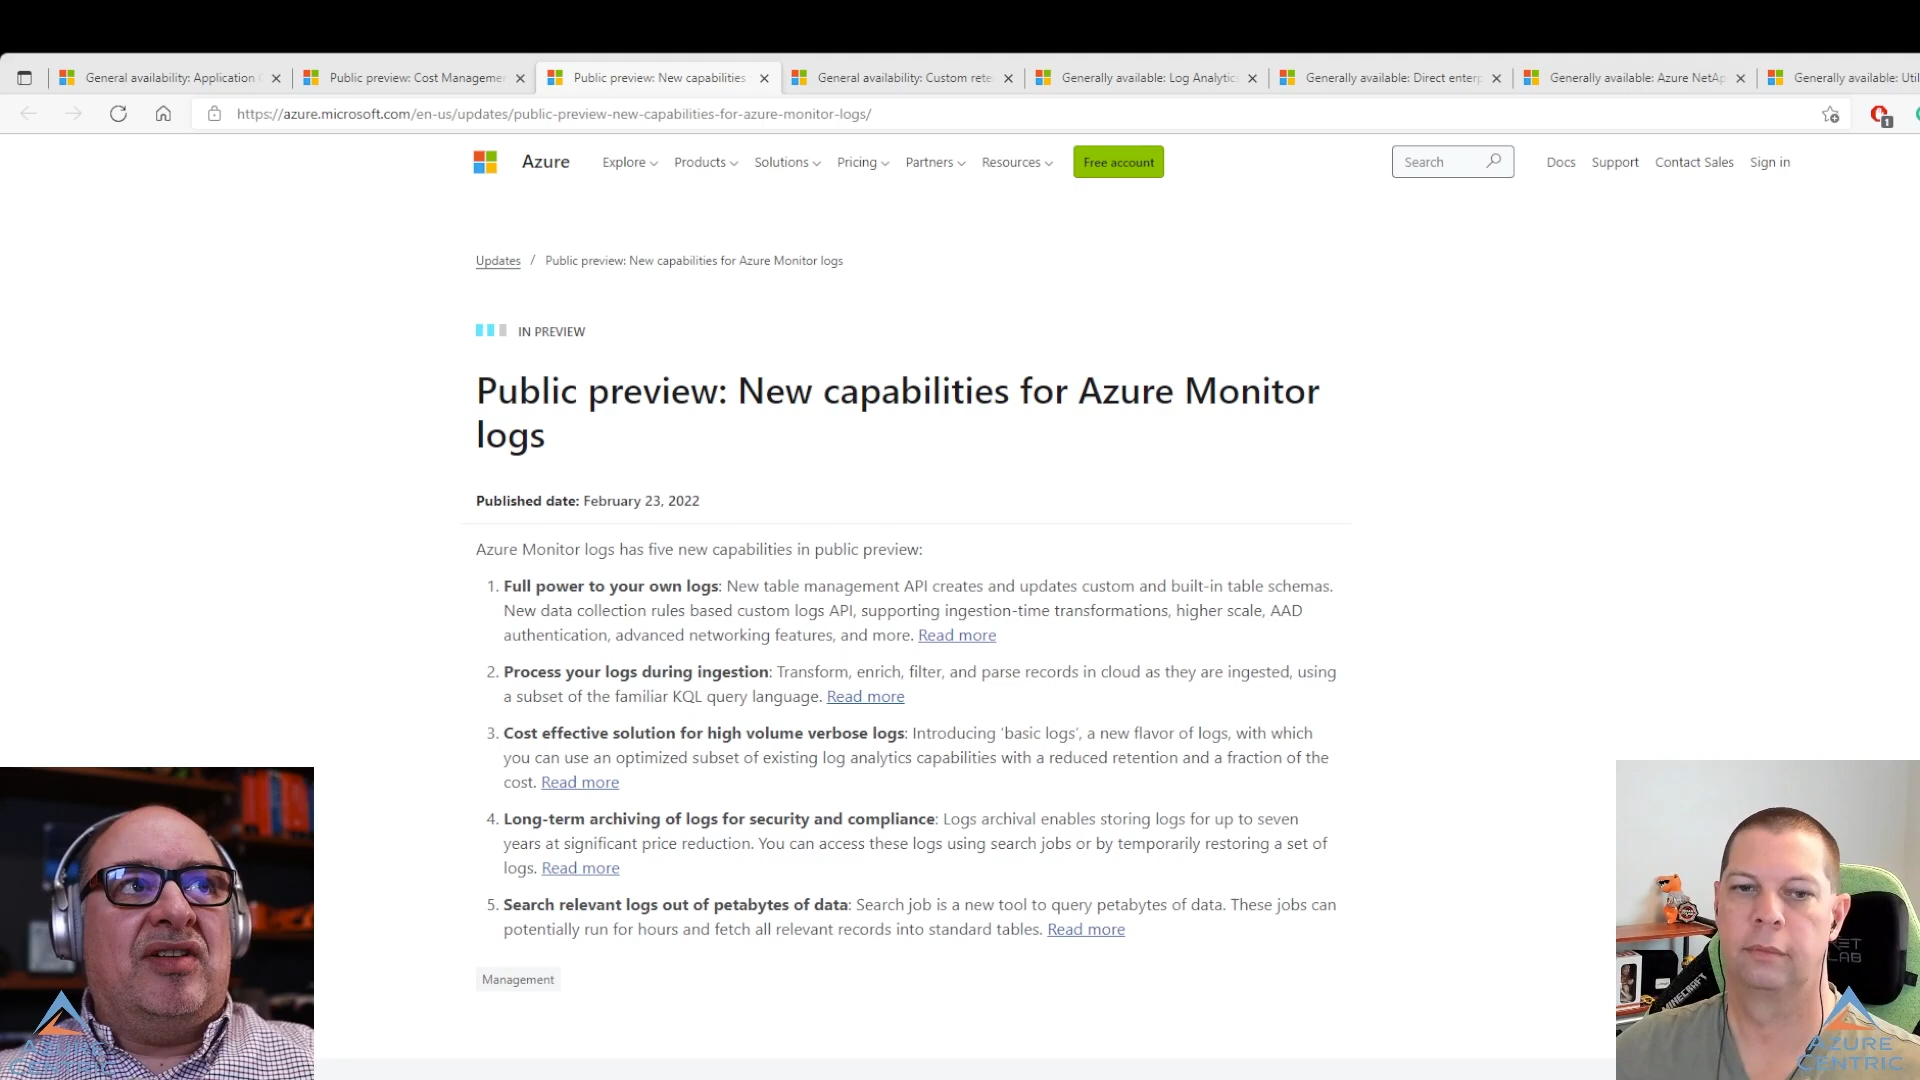 General availability: Application
Public preview: Cost Managemen
Public preview: New capabilities
General availability: Custom rete
Generally available: Log Analytics
Generally available: Direct enterp
Generally available: Azure NetAp
Generally available: Util
https://azure.microsoft.com/en-us/updates/public-preview-new-capabilities-for-azure-monitor-logs/
1
Azure Explore Products Solutions Pricing Partners Resources Free account Search Docs Support Contact Sales Sign in
Updates / Public preview: New capabilities for Azure Monitor logs
IN PREVIEW
Public preview: New capabilities for Azure Monitor
logs
Published date: February 23, 2022
Azure Monitor logs has five new capabilities in public preview:
1. Full power to your own logs: New table management API creates and updates custom and built-in table schemas.
New data collection rules based custom logs API, supporting ingestion-time transformations, higher scale, AAD
authentication, advanced networking features, and more. Read more
2. Process your logs during ingestion: Transform, enrich, filter, and parse records in cloud as they are ingested, using
a subset of the familiar KQL query language. Read more
3. Cost effective solution for high volume verbose logs: Introducing 'basic logs', a new flavor of logs, with which
you can use an optimized subset of existing log analytics capabilities with a reduced retention and a fraction of the
cost. Read more
4. Long-term archiving of logs for security and compliance: Logs archival enables storing logs for up to seven
years at significant price reduction. You can access these logs using search jobs or by temporarily restoring a set of
logs. Read more
5. Search relevant logs out of petabytes of data: Search job is a new tool to query petabytes of data. These jobs can
potentially run for hours and fetch all relevant records into standard tables. Read more
Management
AZURE
CENTRIC
MINECRAFT
AZURE
CENTRIC